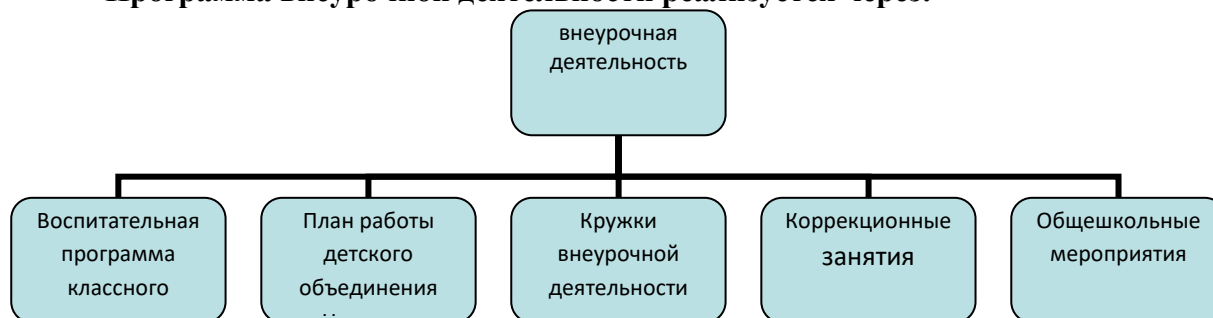 Программа внеурочной деятельности реализуется через:
внеурочная
деятельность
Воспитательная
программа
классного
План работы
детского
объединения
Кружки
внеурочной
деятельности
Коррекционные
занятия
Общешкольные
мероприятия